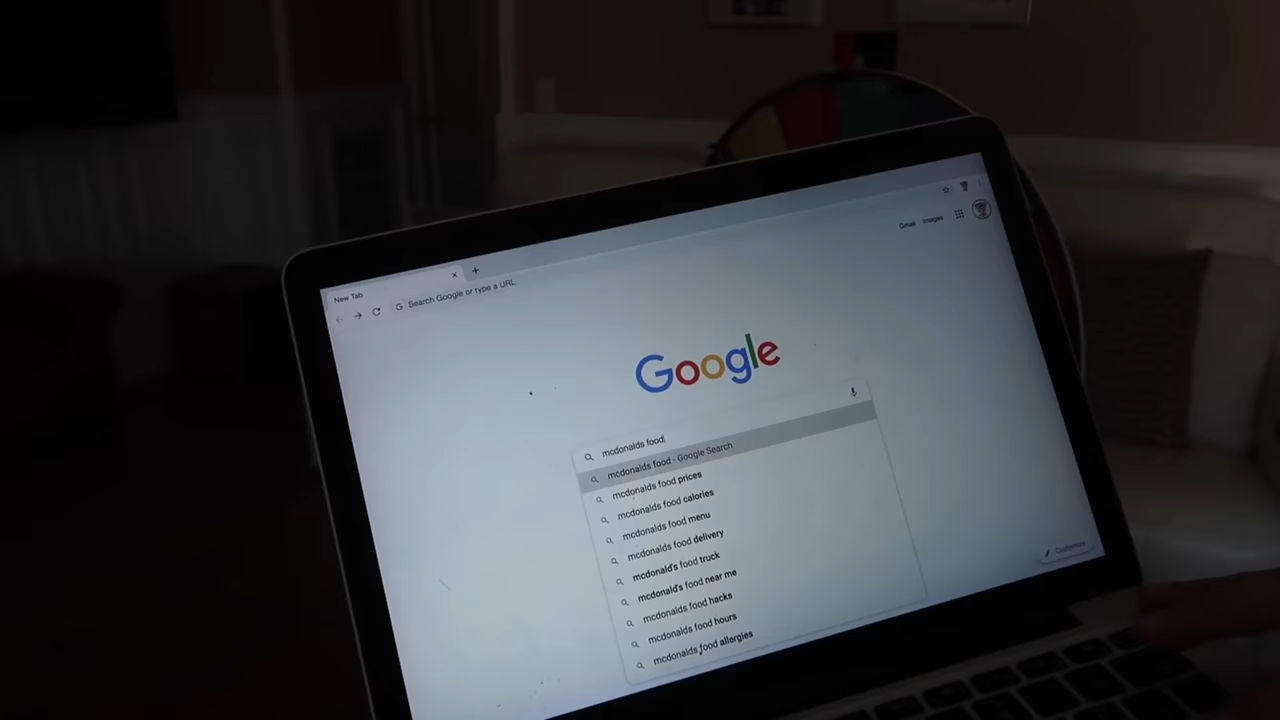 New Tab
Search Google or type a URL
Gmail Images
Google
mcdonalds food
mcdonalds food - Google Search
mcdonalds food prices
mcdonalds food calories
mcdonalds food menu
mcdonalds food delivery
mcdonald's food truck
mcdonald's food near me
mcdonalds food hacks
mcdonalds food hours
mcdonalds food allergies
Customize